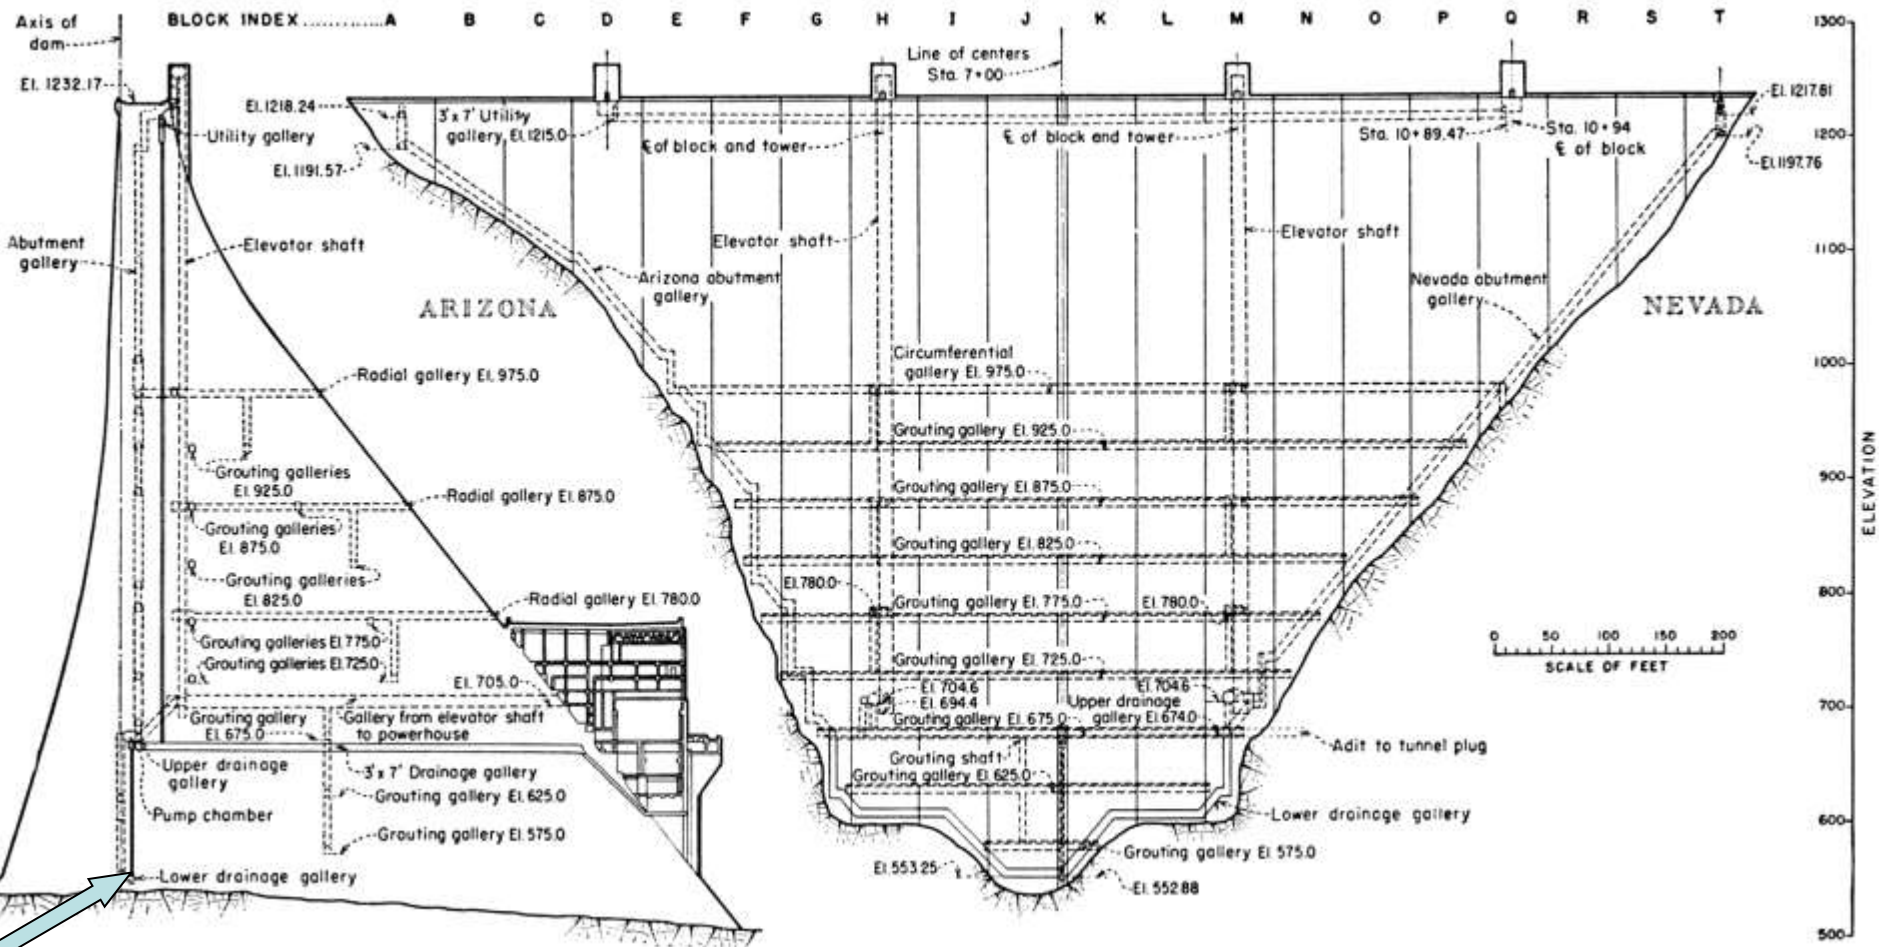 Axis of
dam
BLOCK INDEX ............ A B C D E F G H I J K L M N O P Q R S T
Line of centers
Sta. 7+00
El. 1232.17
El. 1218.24
3'x 7' Utility
gallery, El. 1215.0
Utility gallery
El. 1191.57
℄ of block and tower
℄ of block and tower
Sta. 10+89.47
Sta. 10+94
℄ of block
El. 1217.81
El. 1197.76
Abutment
gallery
Elevator shaft
Elevator shaft
Elevator shaft
Arizona abutment
gallery
Nevada abutment
gallery
ARIZONA
NEVADA
Circumferential
gallery El. 975.0
Radial gallery El. 975.0
Grouting gallery El. 925.0
Grouting galleries
El. 925.0
Radial gallery El. 875.0
Grouting gallery El. 875.0
Grouting galleries
El. 875.0
Grouting gallery El. 825.0
Grouting galleries
El. 825.0
Radial gallery El. 780.0
El. 780.0
Grouting gallery El. 775.0
El. 780.0
Grouting galleries El. 775.0
Grouting galleries El. 725.0
Grouting gallery El. 725.0
El. 705.0
El. 704.6
El. 694.4
El. 704.6
Upper drainage
gallery El. 674.0
Grouting gallery
El. 675.0
Gallery from elevator shaft
to powerhouse
Grouting gallery El. 675.0
Adit to tunnel plug
Upper drainage
gallery
3'x 7' Drainage gallery
Grouting shaft
Grouting gallery El. 625.0
Grouting gallery El. 625.0
Pump chamber
Lower drainage gallery
Grouting gallery El. 575.0
Grouting gallery El. 575.0
Lower drainage gallery
El. 553.25
El. 552.88
0 50 100 150 200
SCALE OF FEET
1300
1200
1100
1000
900
800
700
600
500
ELEVATION